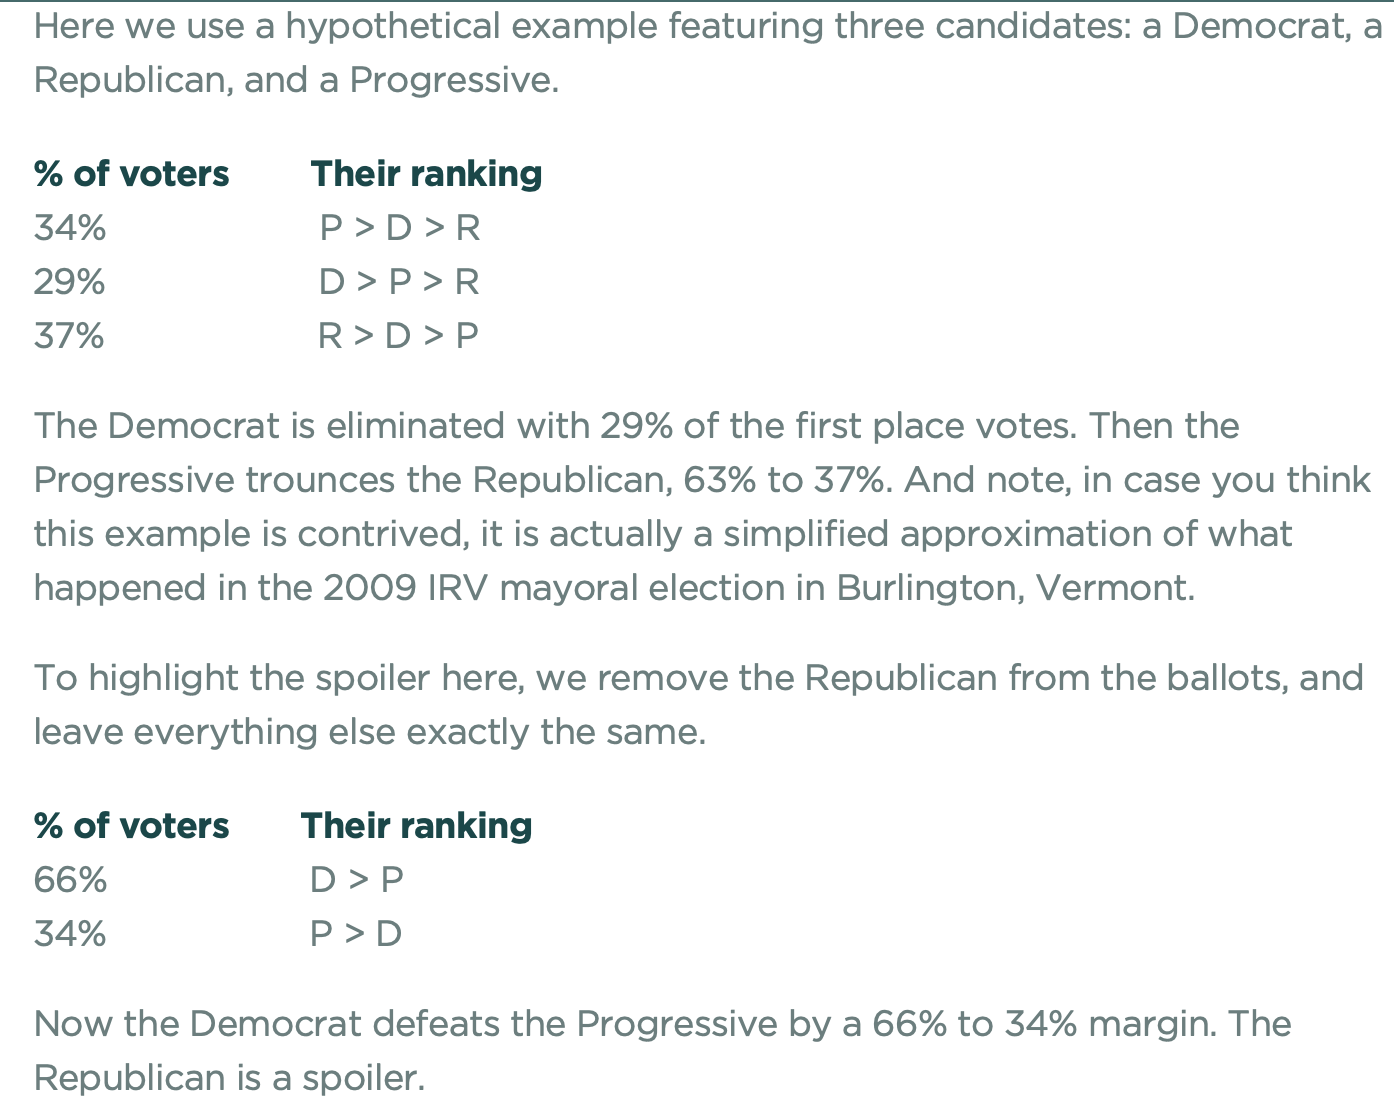 Here we use a hypothetical example featuring three candidates: a Democrat, a
Republican, and a Progressive.
% of voters Their ranking
34% P > D > R
29% D > P > R
37% R > D > P
The Democrat is eliminated with 29% of the first place votes. Then the
Progressive trounces the Republican, 63% to 37%. And note, in case you think
this example is contrived, it is actually a simplified approximation of what
happened in the 2009 IRV mayoral election in Burlington, Vermont.
To highlight the spoiler here, we remove the Republican from the ballots, and
leave everything else exactly the same.
% of voters Their ranking
66% D > P
34% P > D
Now the Democrat defeats the Progressive by a 66% to 34% margin. The
Republican is a spoiler.